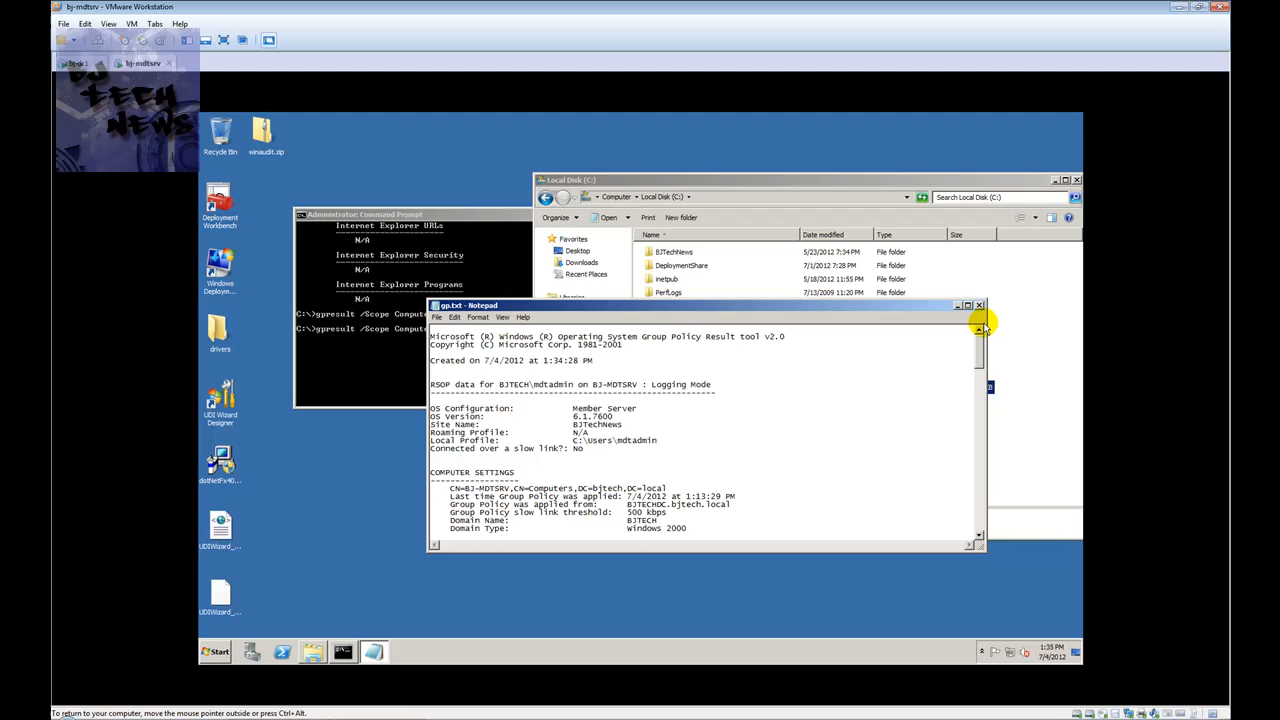 bj-mdtsrv - VMware Workstation
File Edit View VM Tabs Help
bj-dc1 bj-mdtsrv
BJ
TECH
NEWS
Recycle Bin
winaudit.zip
Deployment
Workbench
Windows
Deploym...
drivers
UDI Wizard
Designer
dotNetFx40...
UDIWizard_...
UDIWizard_...
Administrator: Command Prompt
Internet Explorer URLs
---------------------
N/A
Internet Explorer Security
--------------------------
N/A
Internet Explorer Programs
--------------------------
N/A
C:\>gpresult /Scope Compute
C:\>gpresult /Scope Compute
Local Disk (C:)
Computer Local Disk (C:)
Search Local Disk (C:)
Organize Open Print New folder
Favorites
Desktop
Downloads
Recent Places
Libraries
Name Date modified Type Size
BJTechNews 5/23/2012 7:34 PM File folder
DeploymentShare 7/1/2012 7:28 PM File folder
inetpub 5/18/2012 11:55 PM File folder
PerfLogs 7/13/2009 11:20 PM File folder
gp.txt - Notepad
File Edit Format View Help
Microsoft (R) Windows (R) Operating System Group Policy Result tool v2.0
Copyright (C) Microsoft Corp. 1981-2001
Created On 7/4/2012 at 1:34:28 PM
RSOP data for BJTECH\mdtadmin on BJ-MDTSRV : Logging Mode
OS Configuration: Member Server
OS Version: 6.1.7600
Site Name: BJTechNews
Roaming Profile: N/A
Local Profile: C:\Users\mdtadmin
Connected over a slow link?: No
COMPUTER SETTINGS
CN=BJ-MDTSRV,CN=Computers,DC=bjtech,DC=local
Last time Group Policy was applied: 7/4/2012 at 1:13:29 PM
Group Policy was applied from: BJTECHDC.bjtech.local
Group Policy slow link threshold: 500 kbps
Domain Name: BJTECH
Domain Type: Windows 2000
Start
1:35 PM
7/4/2012
To return to your computer, move the mouse pointer outside or press Ctrl+Alt.